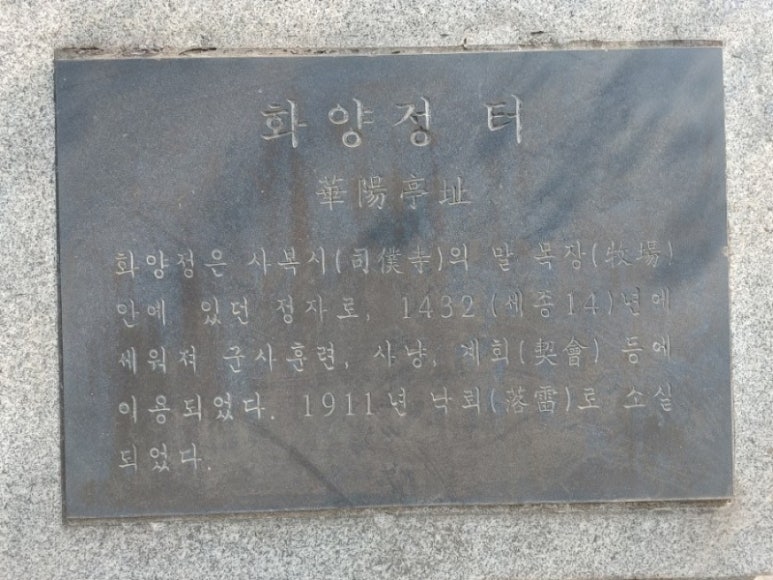 화양정 터
華陽亭址
화양정은 사복시(司僕寺)의 말 목장(牧場)
안에 있던 정자로, 1432 (세종14)년에
세워져 군사훈련, 사냥, 계회(契會) 등에
이용되었다. 1911년 낙뢰(落雷)로 소실
되었다.